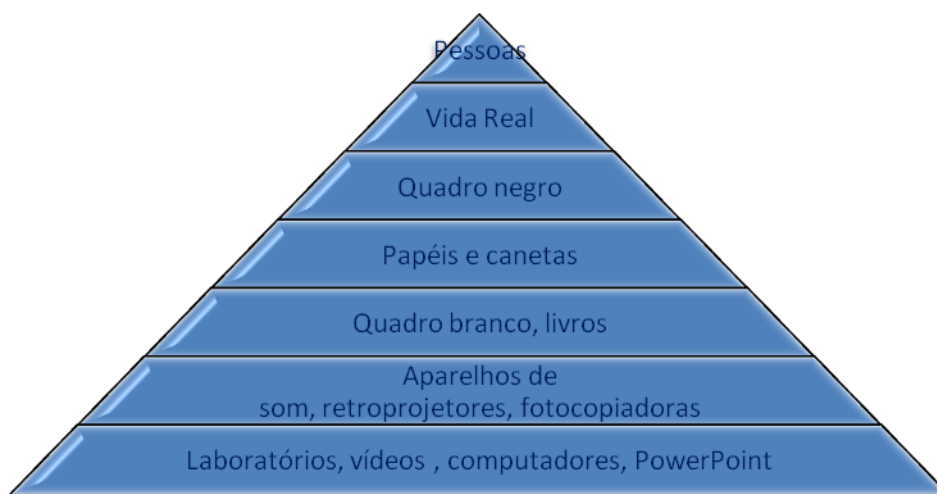 Pessoas
Vida Real
Quadro negro
Papéis e canetas
Quadro branco, livros
Aparelhos de
som, retroprojetores, fotocopiadoras
Laboratórios, vídeos , computadores, PowerPoint